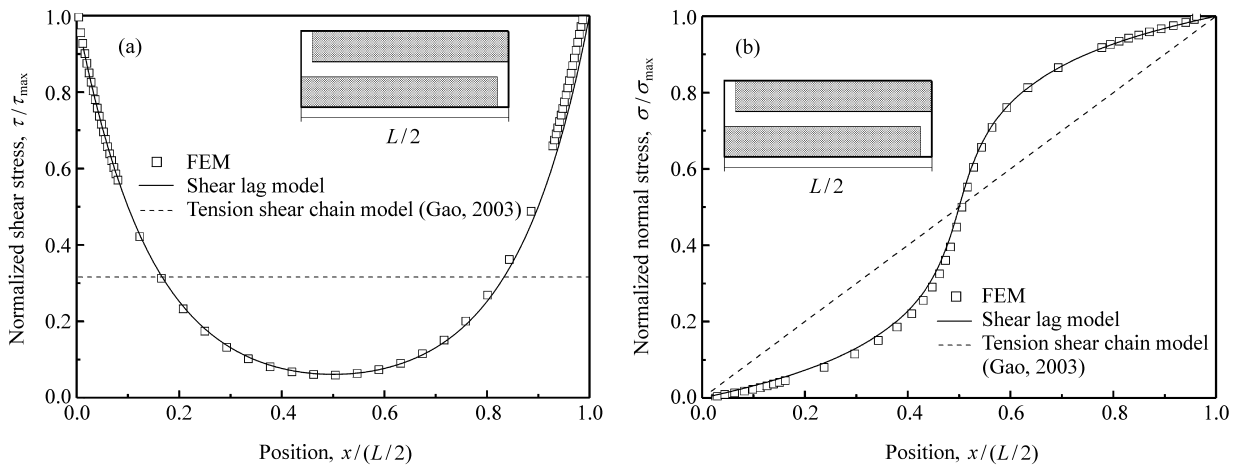 (a)
1.0
0.8
0.6
0.4
0.2
0.0
Normalized shear stress, τ/τmax
L/2
FEM
Shear lag model
Tension shear chain model (Gao, 2003)
0.0 0.2 0.4 0.6 0.8 1.0
Position, x/(L/2)
(b)
1.0
0.8
0.6
0.4
0.2
0.0
Normalized normal stress, σ/σmax
L/2
FEM
Shear lag model
Tension shear chain model
(Gao, 2003)
0.0 0.2 0.4 0.6 0.8 1.0
Position, x/(L/2)